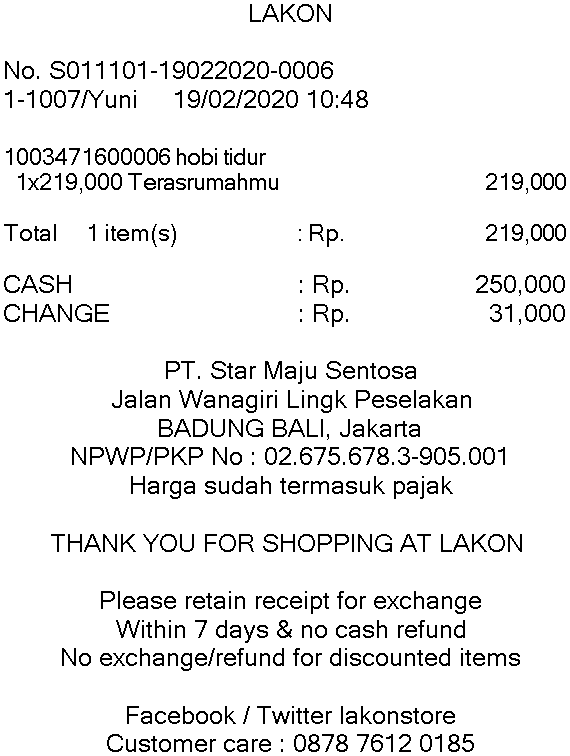 LAKON
No. S011101-19022020-0006
1-1007/Yuni 19/02/2020 10:48
1003471600006 hobi tidur
1x219,000 Terasrumahmu 219,000
Total 1 item(s) : Rp. 219,000
CASH : Rp. 250,000
CHANGE : Rp. 31,000
PT. Star Maju Sentosa
Jalan Wanagiri Lingk Peselakan
BADUNG BALI, Jakarta
NPWP/PKP No : 02.675.678.3-905.001
Harga sudah termasuk pajak
THANK YOU FOR SHOPPING AT LAKON
Please retain receipt for exchange
Within 7 days & no cash refund
No exchange/refund for discounted items
Facebook / Twitter lakonstore
Customer care : 0878 7612 0185